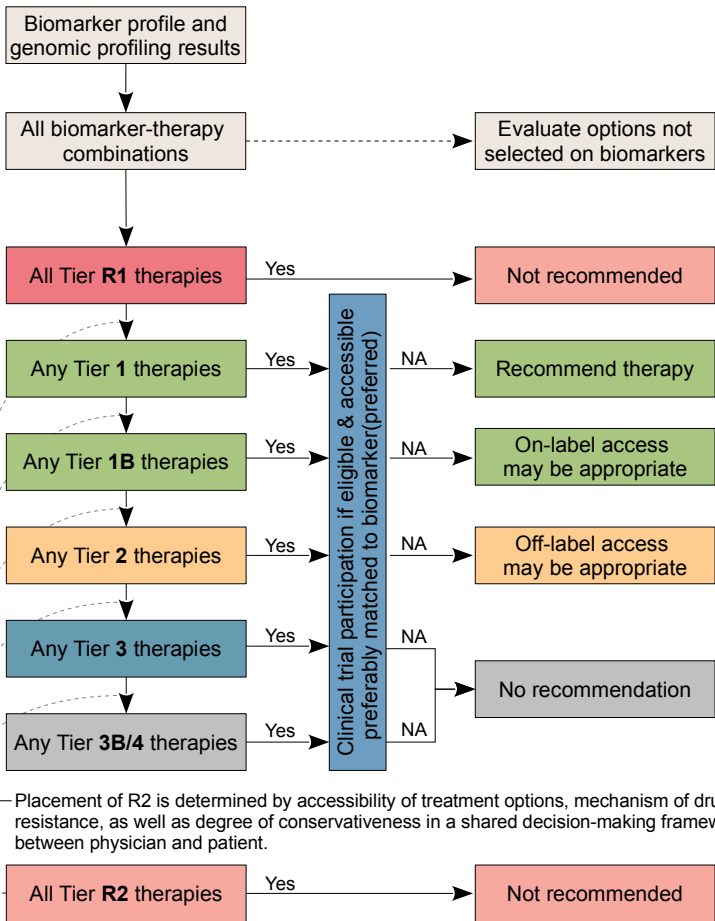 Biomarker profile and
genomic profiling results
All biomarker-therapy
combinations
Evaluate options not
selected on biomarkers
All Tier R1 therapies
Yes
Not recommended
Clinical trial participation if eligible & accessible
preferably matched to biomarker(preferred)
Any Tier 1 therapies
Yes
NA
Recommend therapy
Any Tier 1B therapies
Yes
NA
On-label access
may be appropriate
Any Tier 2 therapies
Yes
NA
Off-label access
may be appropriate
Any Tier 3 therapies
Yes
NA
No recommendation
Any Tier 3B/4 therapies
Yes
NA
Placement of R2 is determined by accessibility of treatment options, mechanism of
resistance, as well as degree of conservativeness in a shared decision-making
between physician and patient.
All Tier R2 therapies
Yes
Not recommended